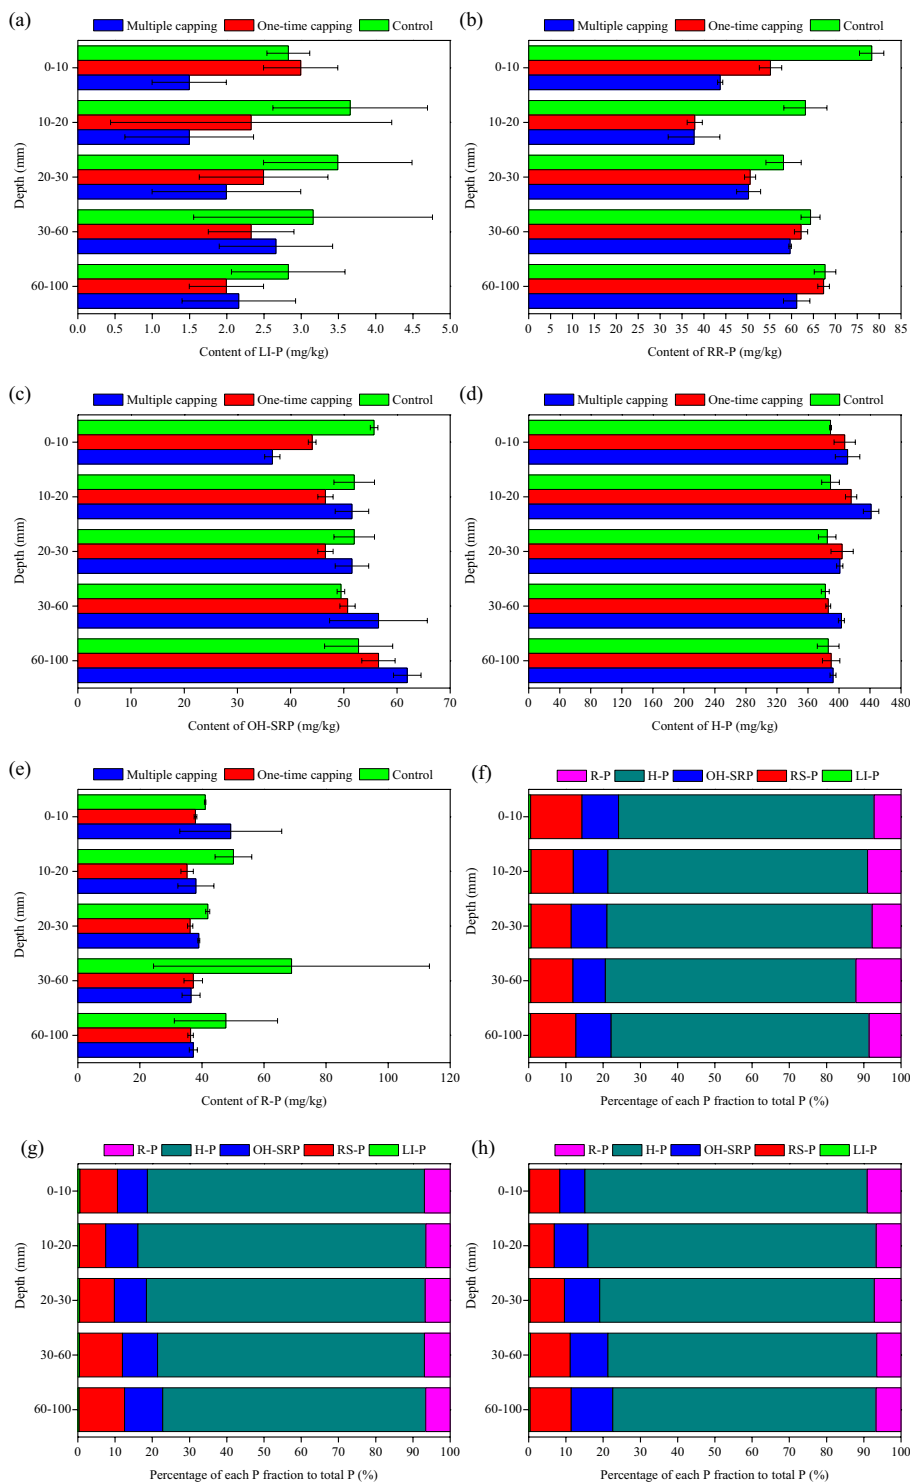 (a)
Multiple capping One-time capping Control
0-10
10-20
20-30
30-60
60-100
Depth (mm)
0.0 0.5 1.0 1.5 2.0 2.5 3.0 3.5 4.0 4.5 5.0
Content of LI-P (mg/kg)
(b)
Multiple capping One-time capping Control
0-10
10-20
20-30
30-60
60-100
Depth (mm)
0 5 10 15 20 25 30 35 40 45 50 55 60 65 70 75 80 85
Content of RR-P (mg/kg)
(c)
Multiple capping One-time capping Control
0-10
10-20
20-30
30-60
60-100
Depth (mm)
0 10 20 30 40 50 60 70
Content of OH-SRP (mg/kg)
(d)
Multiple capping One-time capping Control
0-10
10-20
20-30
30-60
60-100
Depth (mm)
0 40 80 120 160 200 240 280 320 360 400 440 480
Content of H-P (mg/kg)
(e)
Multiple capping One-time capping Control
0-10
10-20
20-30
30-60
60-100
Depth (mm)
0 20 40 60 80 100 120
Content of R-P (mg/kg)
(f)
R-P H-P OH-SRP RS-P LI-P
0-10
10-20
20-30
30-60
60-100
Depth (mm)
0 10 20 30 40 50 60 70 80 90 100
Percentage of each P fraction to total P (%)
(g)
R-P H-P OH-SRP RS-P LI-P
0-10
10-20
20-30
30-60
60-100
Depth (mm)
0 10 20 30 40 50 60 70 80 90 100
Percentage of each P fraction to total P (%)
(h)
R-P H-P OH-SRP RS-P LI-P
0-10
10-20
20-30
30-60
60-100
Depth (mm)
0 10 20 30 40 50 60 70 80 90 100
Percentage of each P fraction to total P (%)